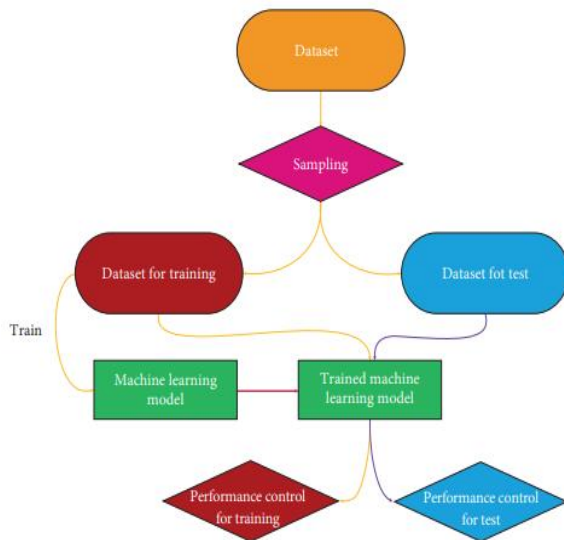 Dataset
Sampling
Dataset for training
Dataset fot test
Train
Machine learning
model
Trained machine
learning model
Performance control
for training
Performance control
for test